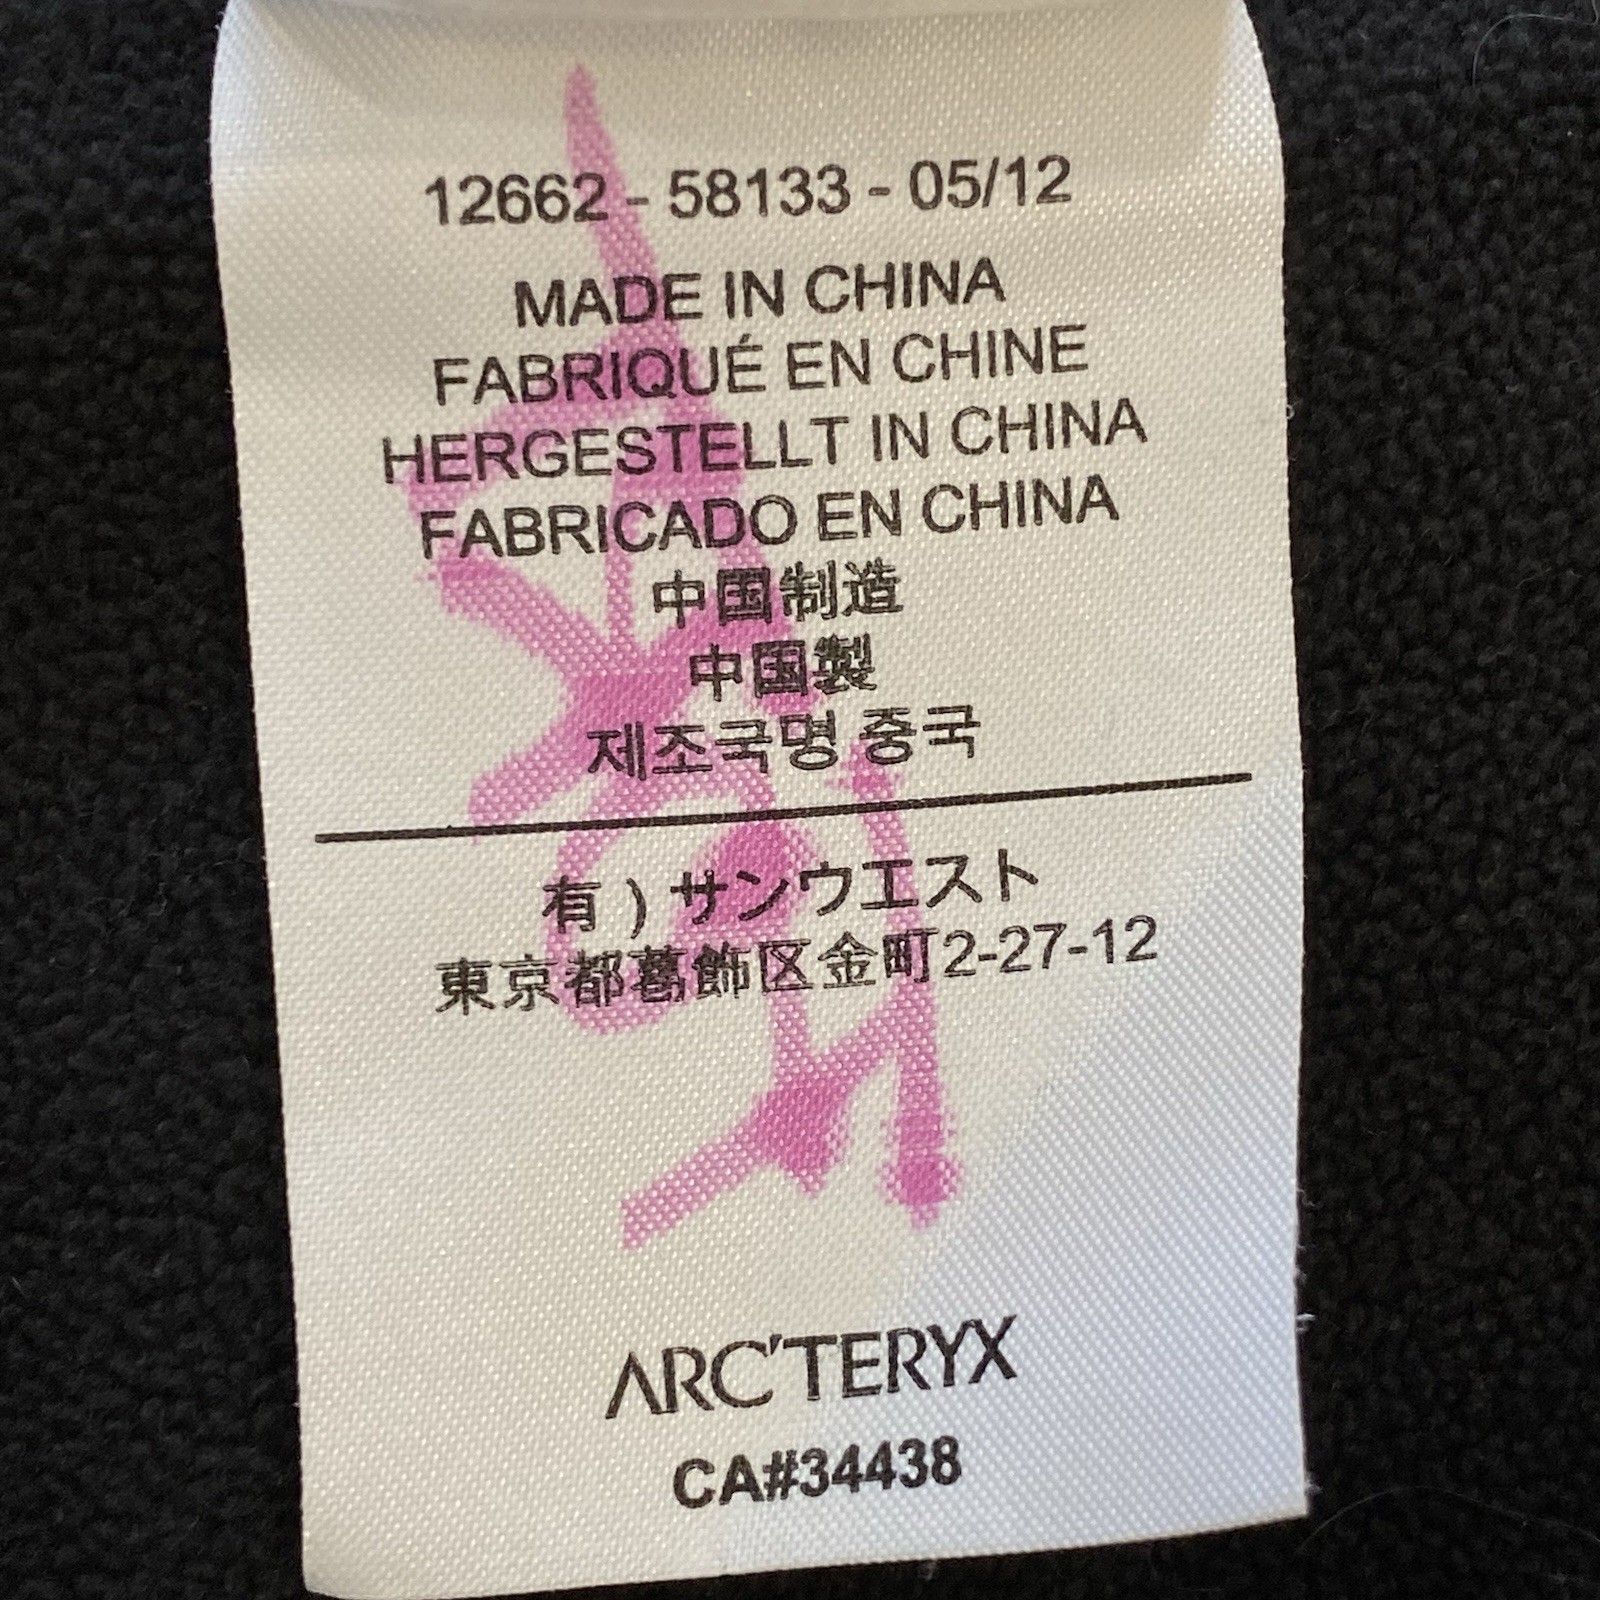 12662 - 58133 - 05/12
MADE IN CHINA
FABRIQUÉ EN CHINE
HERGESTELLT IN CHINA
FABRICADO EN CHINA
中国制造
中国製
제조국명 중국
有）サンウエスト
東京都葛飾区金町2-27-12
ARC'TERYX
CA#34438